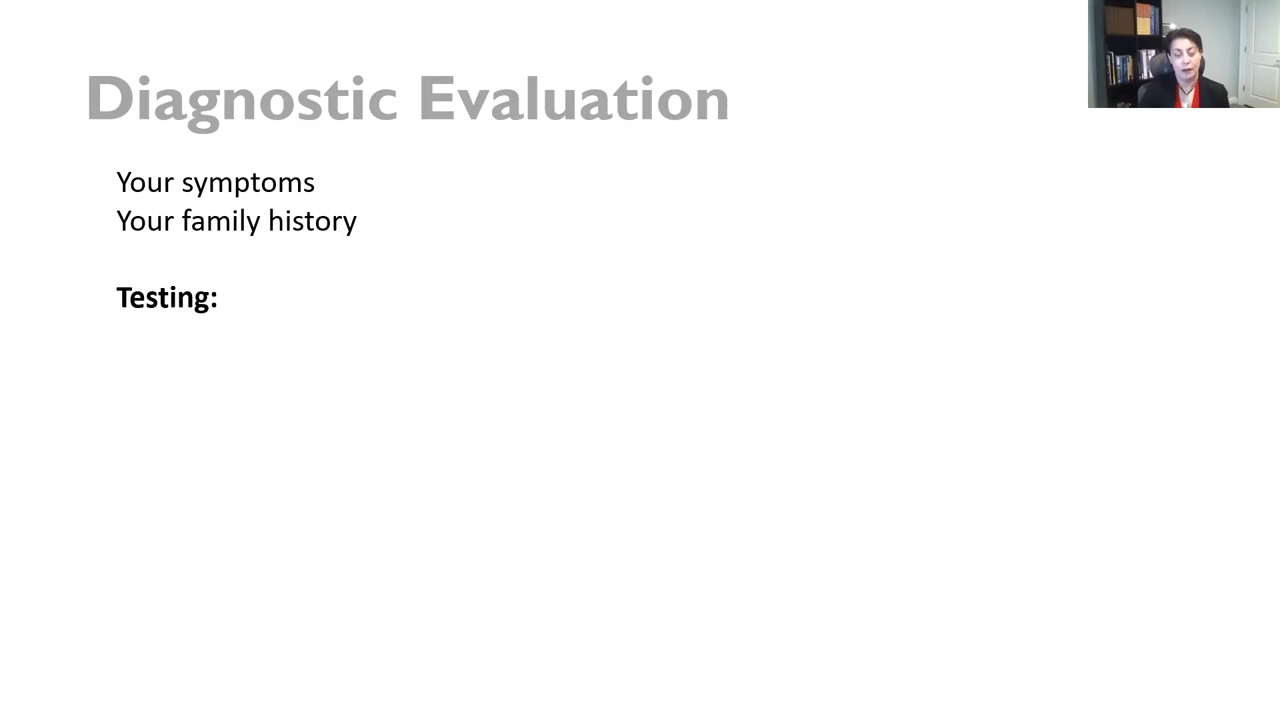 Diagnostic Evaluation
Your symptoms
Your family history
Testing: